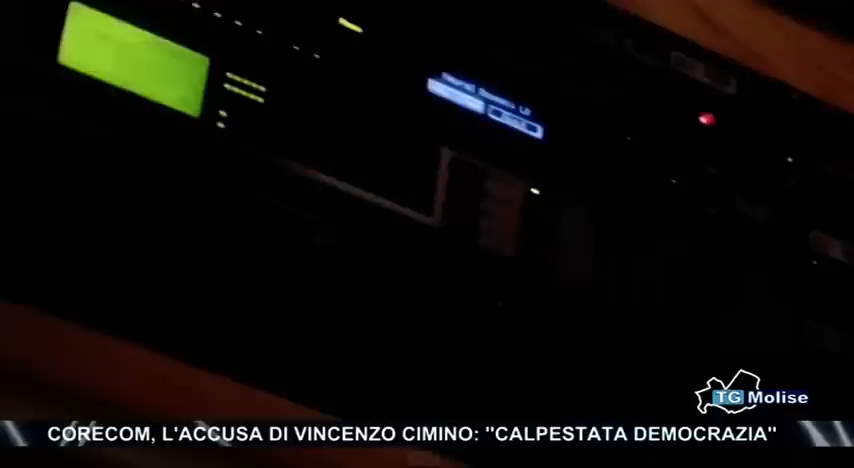 TG Molise
CORECOM, L'ACCUSA DI VINCENZO CIMINO: "CALPESTATA DEMOCRAZIA"